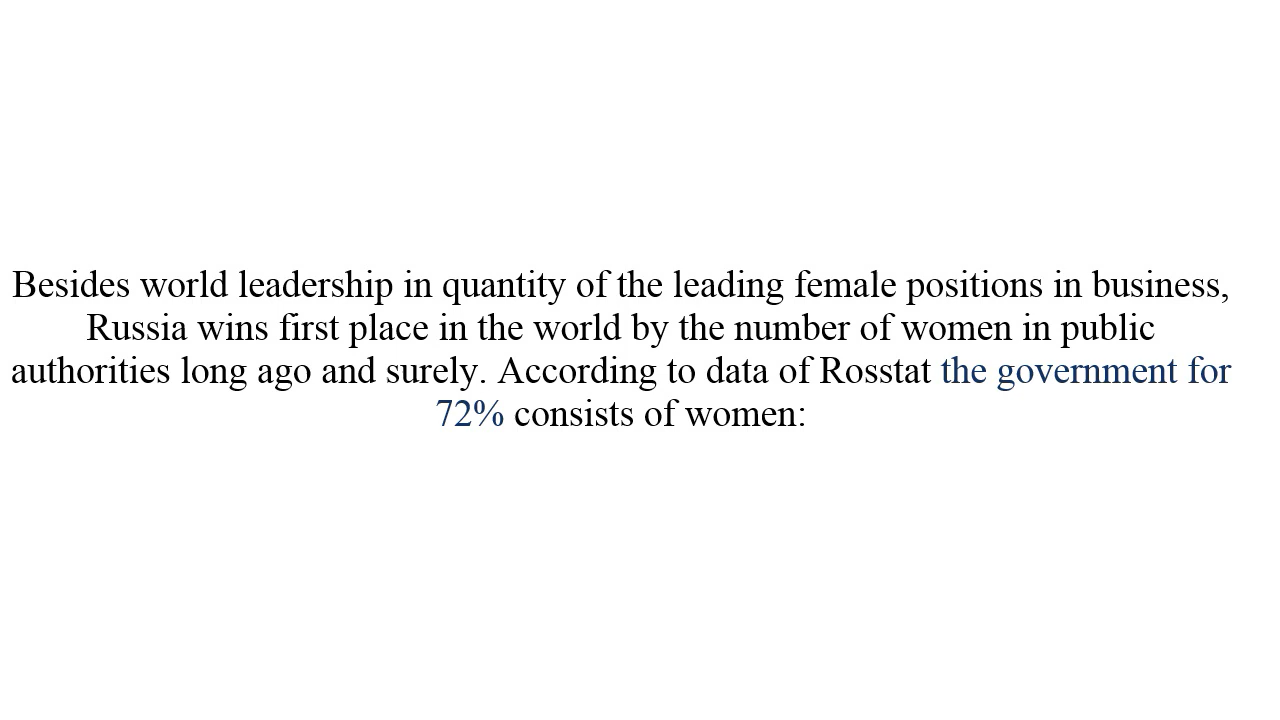 Besides world leadership in quantity of the leading female positions in business,
Russia wins first place in the world by the number of women in public
authorities long ago and surely. According to data of Rosstat the government for
72% consists of women: